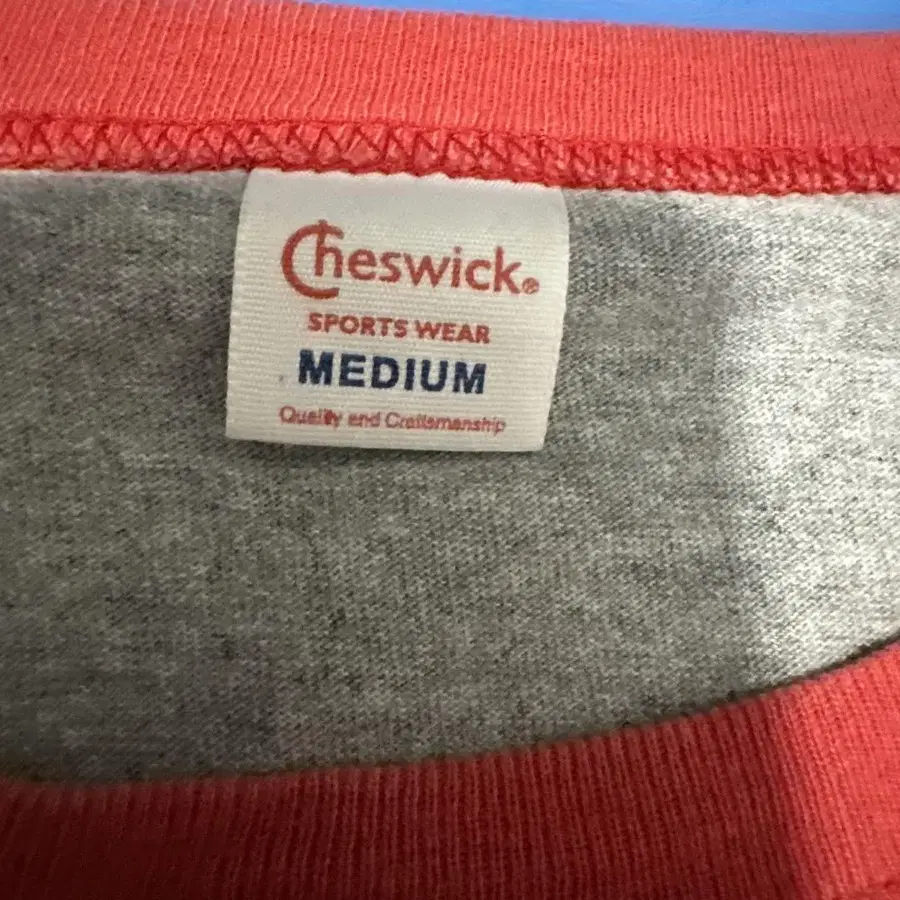 Cheswick®
SPORTS WEAR
MEDIUM
Quality and Craftsmanship